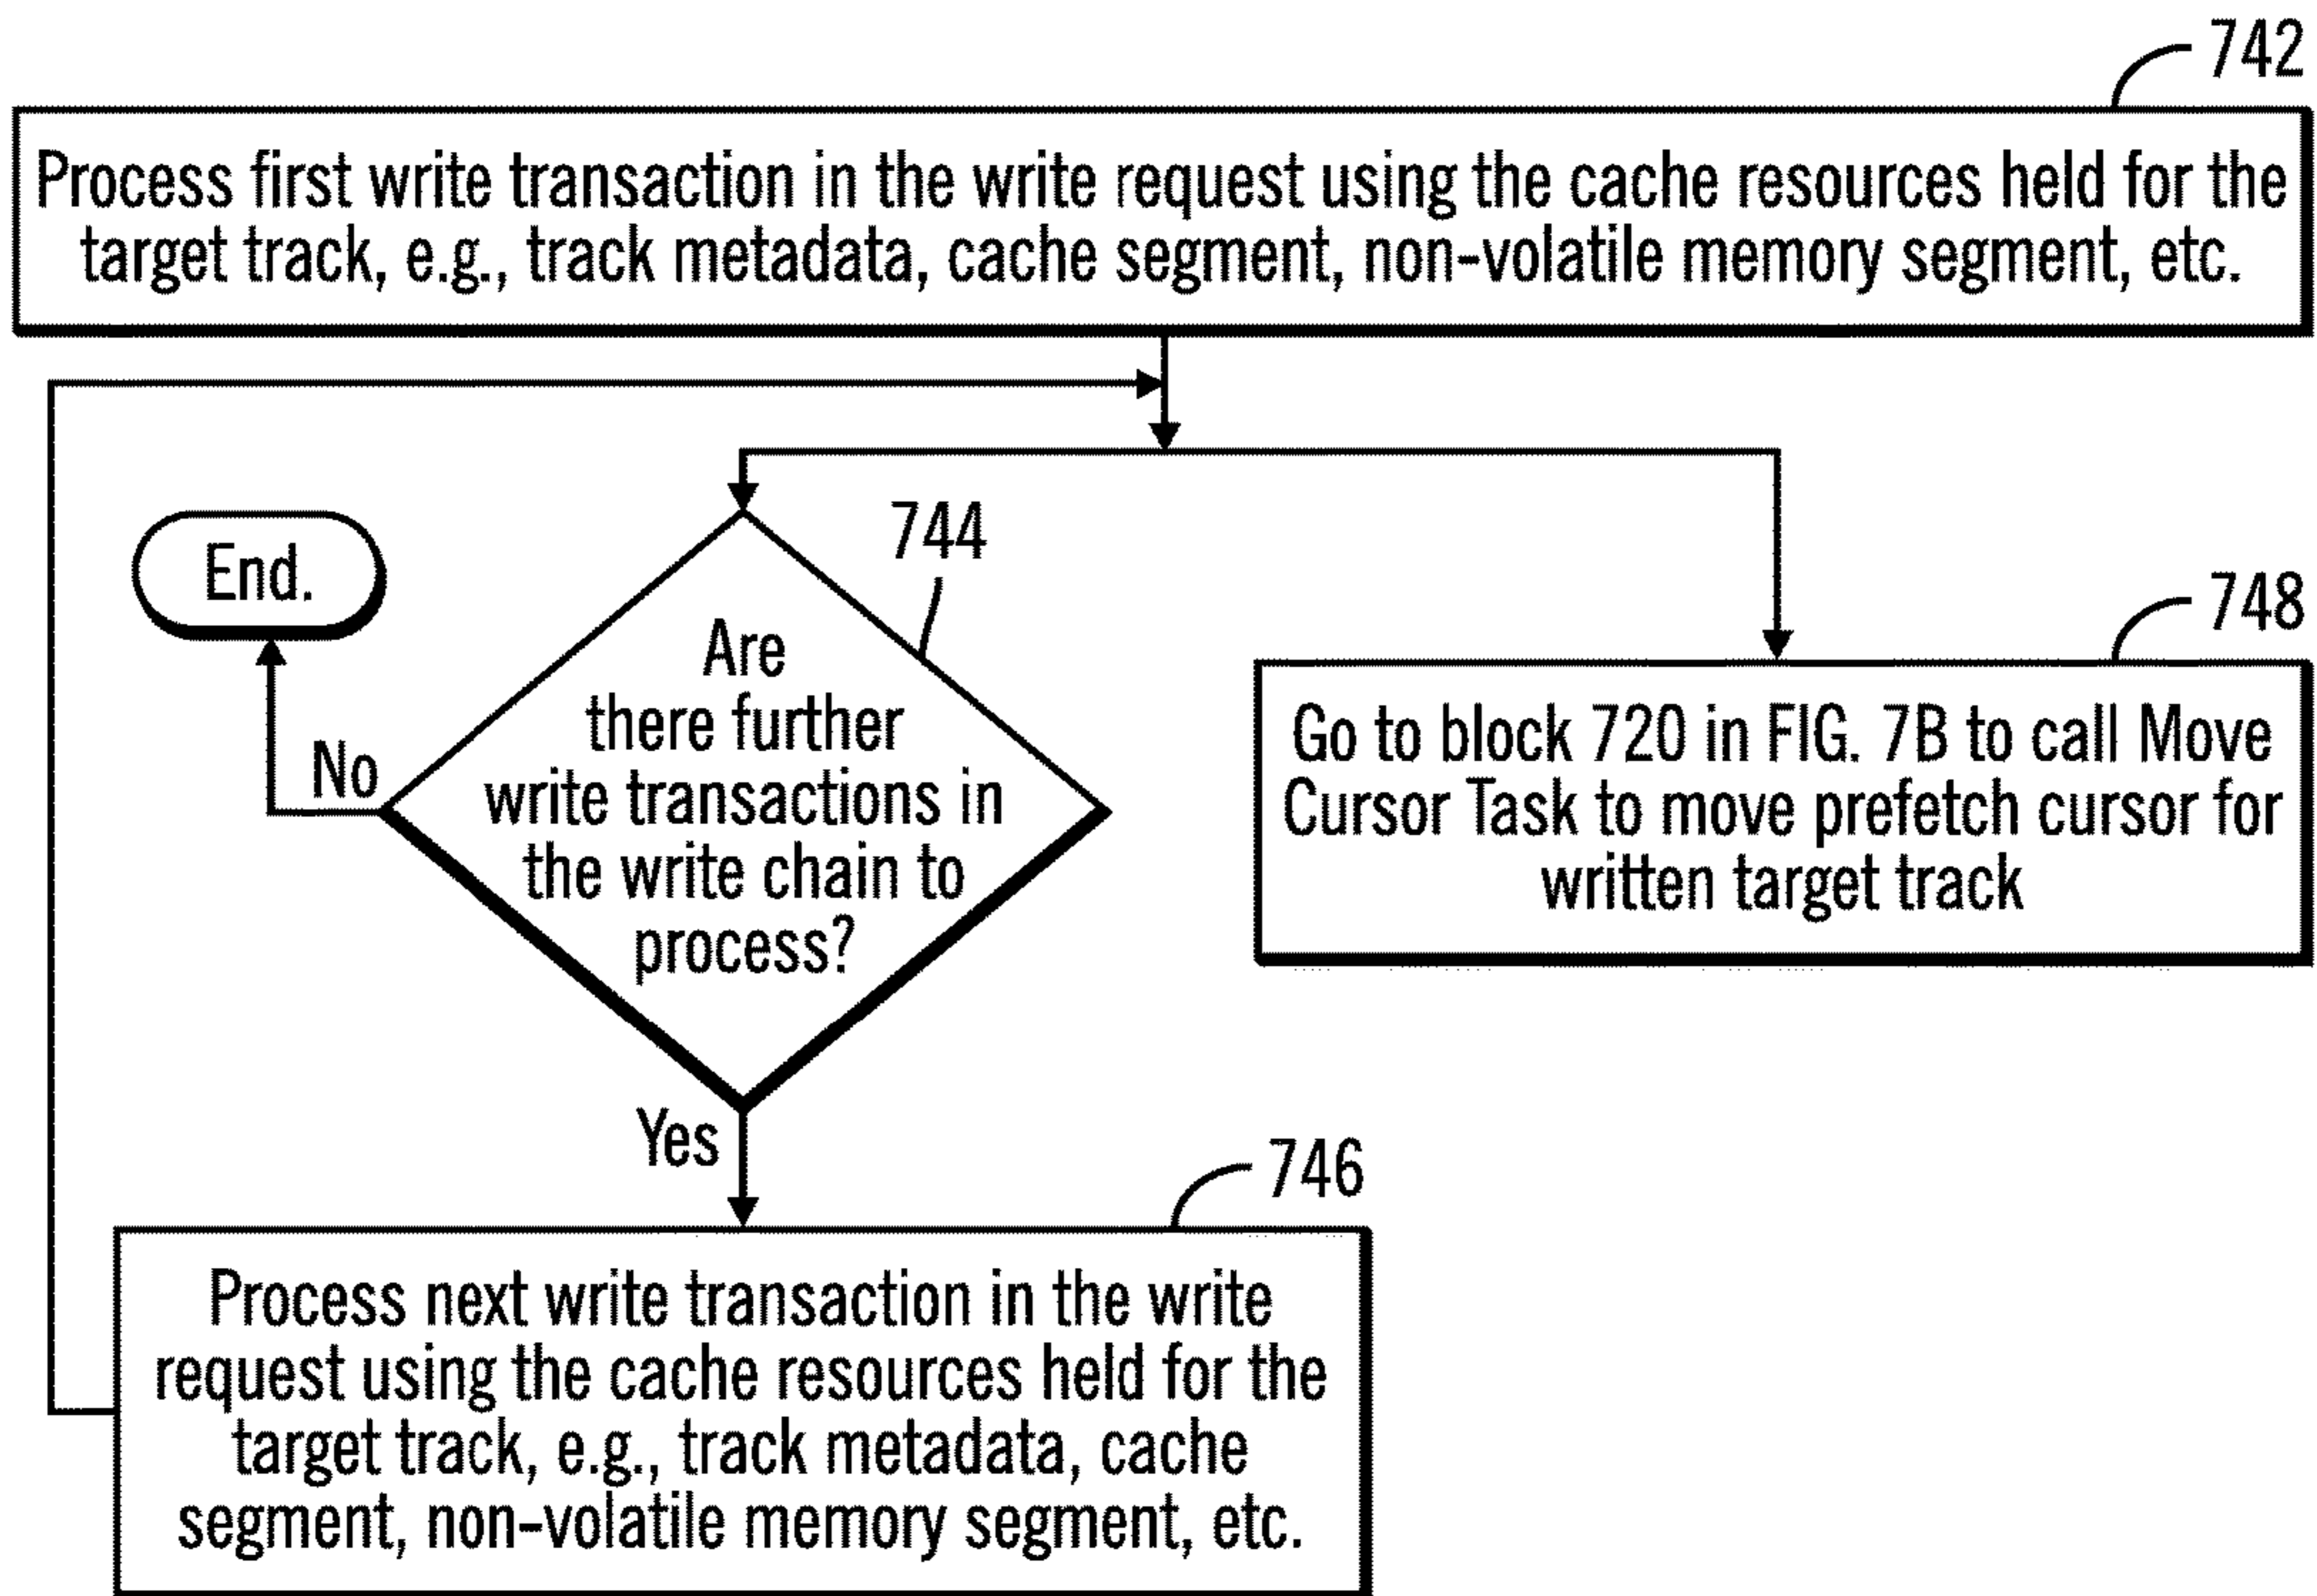 742
Process first write transaction in the write request using the cache resources held for the
target track, e.g., track metadata, cache segment, non-volatile memory segment, etc.
End.
744
Are
there further
write transactions in
the write chain to
process?
No
Yes
748
Go to block 720 in FIG. 7B to call Move
Cursor Task to move prefetch cursor for
written target track
746
Process next write transaction in the write
request using the cache resources held for the
target track, e.g., track metadata, cache
segment, non-volatile memory segment, etc.